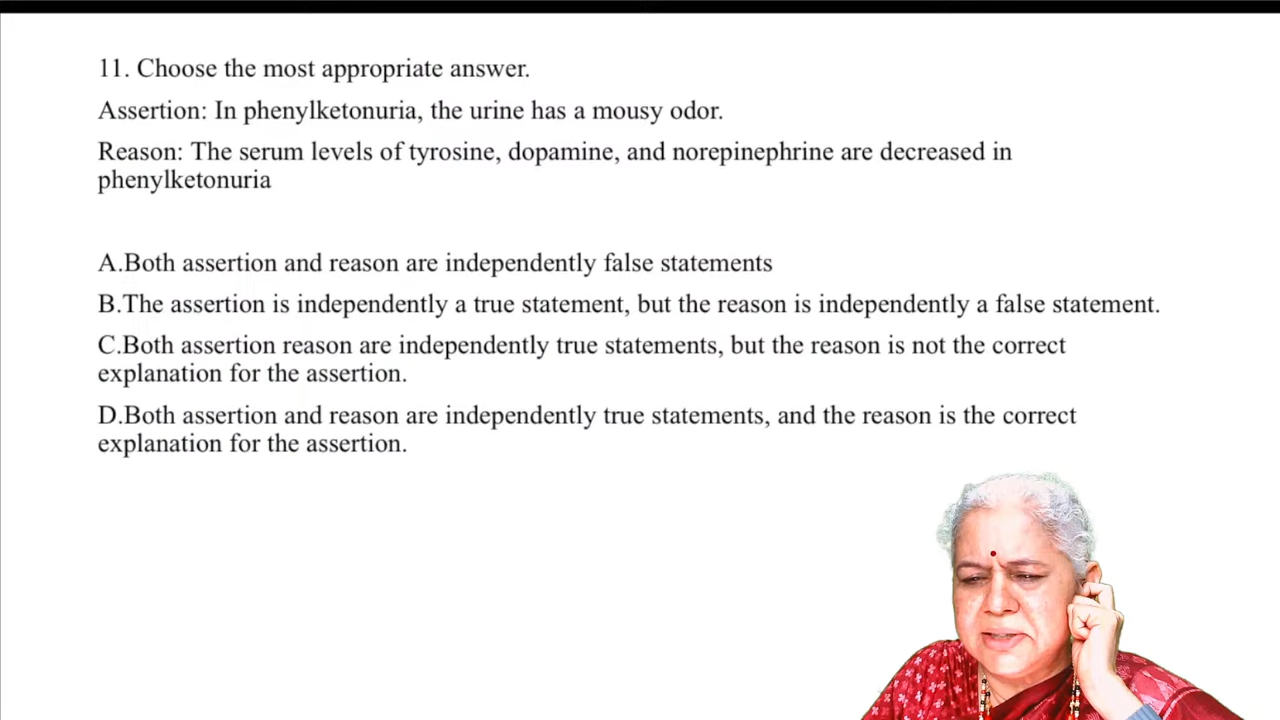 11. Choose the most appropriate answer.
Assertion: In phenylketonuria, the urine has a mousy odor.
Reason: The serum levels of tyrosine, dopamine, and norepinephrine are decreased in
phenylketonuria
A.Both assertion and reason are independently false statements
B.The assertion is independently a true statement, but the reason is independently a false statement.
C.Both assertion reason are independently true statements, but the reason is not the correct
explanation for the assertion.
D.Both assertion and reason are independently true statements, and the reason is the correct
explanation for the assertion.